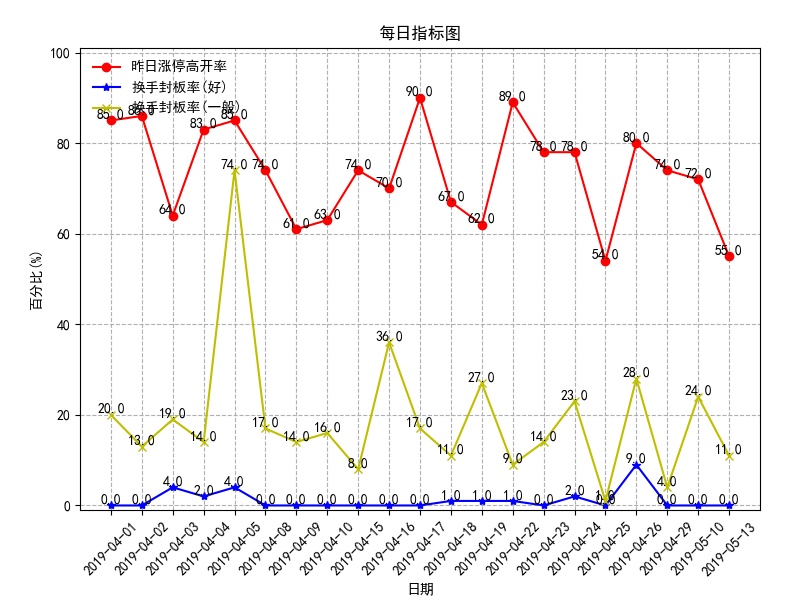 每日指标图
昨日涨停高开率
换手封板率(好)
换手封板率(一般)
百分比(%)
100
80
60
40
20
0
85.0 86.0 64.0 83.0 85.0 74.0 61.0 63.0 74.0 70.0 90.0 67.0 62.0 89.0 78.0 78.0 54.0 80.0 74.0 72.0 55.0
20.0 13.0 19.0 14.0 74.0 17.0 14.0 16.0 8.0 36.0 17.0 11.0 27.0 9.0 14.0 23.0 1.0 28.0 4.0 24.0 11.0
0.0 0.0 4.0 2.0 4.0 0.0 0.0 0.0 0.0 0.0 0.0 1.0 1.0 1.0 0.0 2.0 0.0 9.0 0.0 0.0 0.0
2019-04-01 2019-04-02 2019-04-03 2019-04-04 2019-04-05 2019-04-08 2019-04-09 2019-04-10 2019-04-15 2019-04-16 2019-04-17 2019-04-18 2019-04-19 2019-04-22 2019-04-23 2019-04-24 2019-04-25 2019-04-26 2019-04-29 2019-05-10 2019-05-13
日期